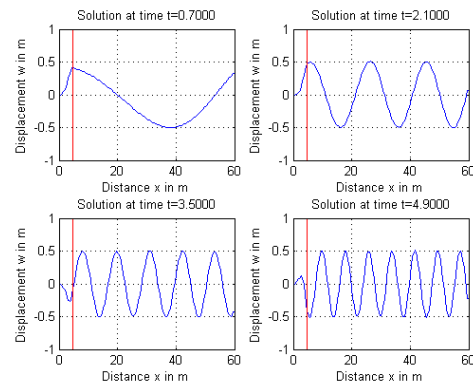 Solution at time t=0.7000
1
0.5
0
-0.5
-1
0 20 40 60
Displacement w in m
Distance x in m
Solution at time t=2.1000
1
0.5
0
-0.5
-1
0 20 40 60
Displacement w in m
Distance x in m
Solution at time t=3.5000
1
0.5
0
-0.5
-1
0 20 40 60
Displacement w in m
Distance x in m
Solution at time t=4.9000
1
0.5
0
-0.5
-1
0 20 40 60
Displacement w in m
Distance x in m